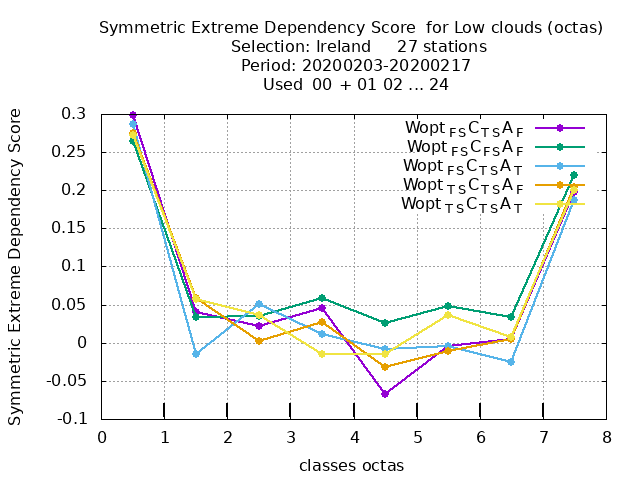 Symmetric Extreme Dependency Score  for Low clouds (octas)
Selection: Ireland     27 stations
Period: 20200203-20200217
Used  00 + 01 02 ... 24
Symmetric Extreme Dependency Score
0.3
0.25
0.2
0.15
0.1
0.05
0
-0.05
-0.1
Wopt FS C TS A F
Wopt FS C FS A F
Wopt FS C TS A T
Wopt TS C TS A F
Wopt TS C TS A T
0 1 2 3 4 5 6 7 8
classes octas